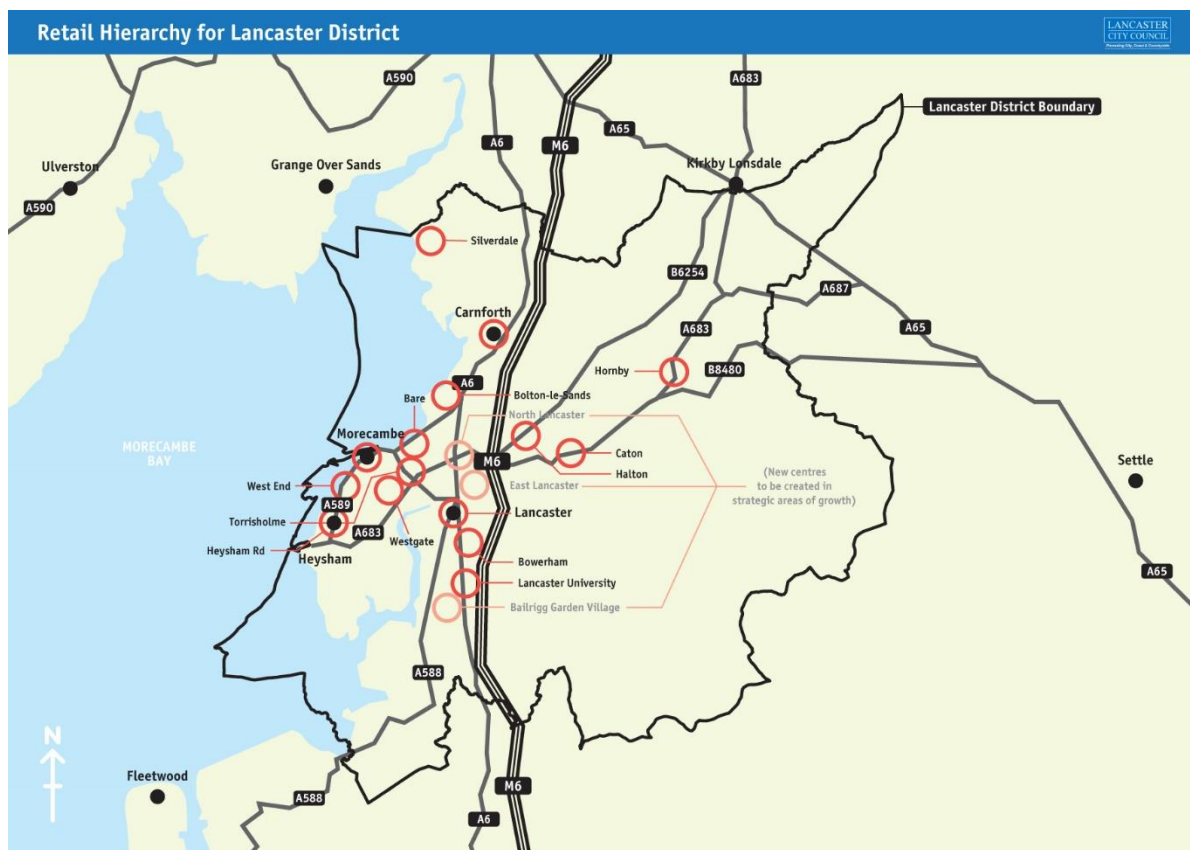 Retail Hierarchy for Lancaster District
LANCASTER
CITY COUNCIL
Promoting City, Coast & Countryside
A590
A683
Lancaster District Boundary
A6
A65
M6
Ulverston
Grange Over Sands
Kirkby Lonsdale
A590
Silverdale
B6254
A687
Carnforth
A683
A65
Hornby
B8480
A6
Bolton-le-Sands
Bare
North Lancaster
Morecambe
MORECAMBE
BAY
M6
Caton
Halton
(New centres
to be created in
strategic areas of growth)
Settle
West End
East Lancaster
A589
Torrisholme
A683
Lancaster
Westgate
Heysham Rd
Heysham
Bowerham
A65
Lancaster University
Bailrigg Garden Village
A588
N
Fleetwood
M6
A588
A6